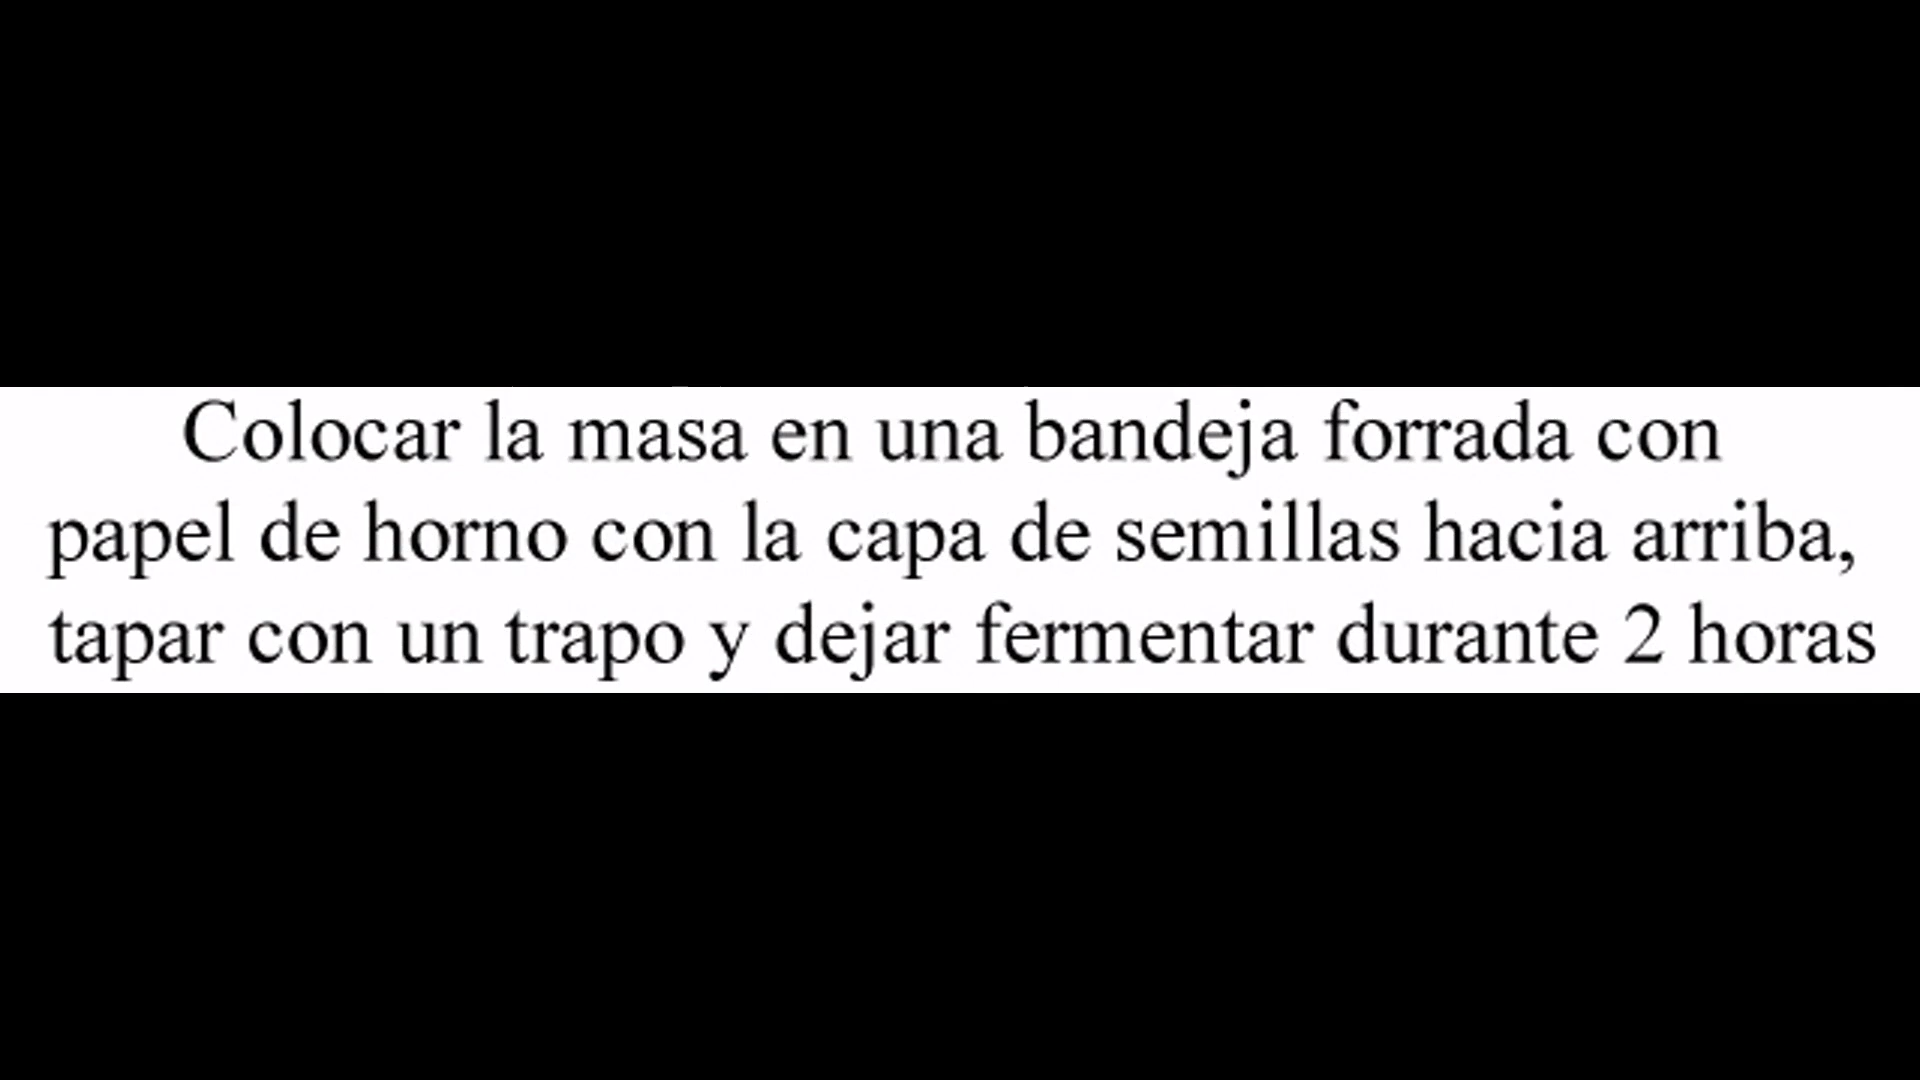 Colocar la masa en una bandeja forrada con
papel de horno con la capa de semillas hacia arriba,
tapar con un trapo y dejar fermentar durante 2 horas